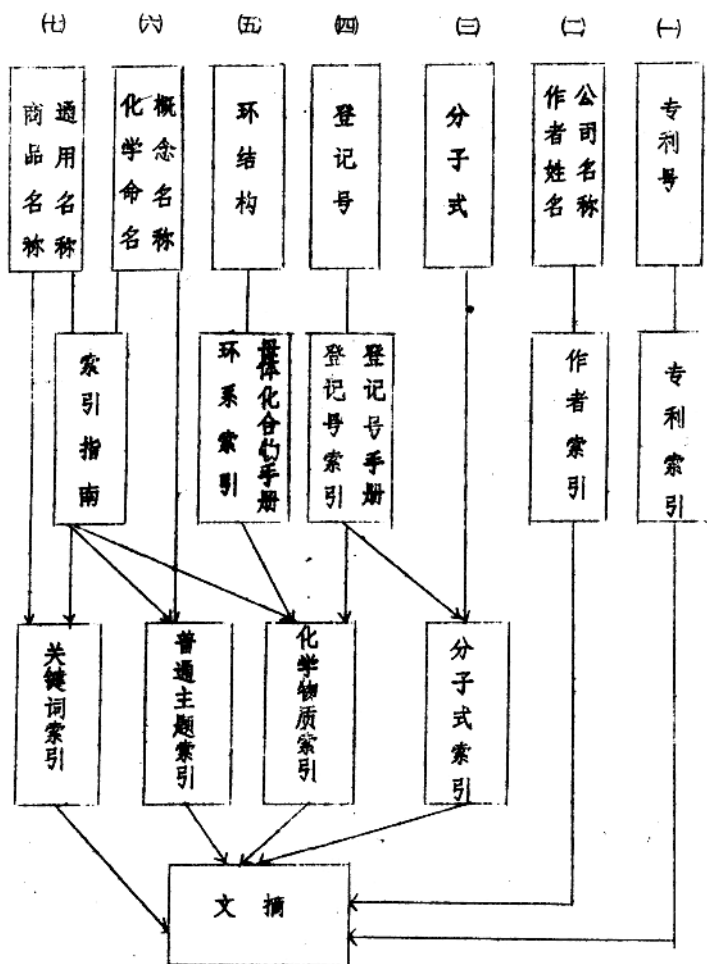 ㈦ ㈥ ㈤ ㈣ ㈢ ㈡ ㈠
通用名称
商品名称
概念名称
化学命名
环结构
登记号
分子式
公司名称
作者姓名
专利号
索引指南
母体化合物手册
环系索引
登记号手册
登记号索引
作者索引
专利索引
关键词索引
普通主题索引
化学物质索引
分子式索引
文摘